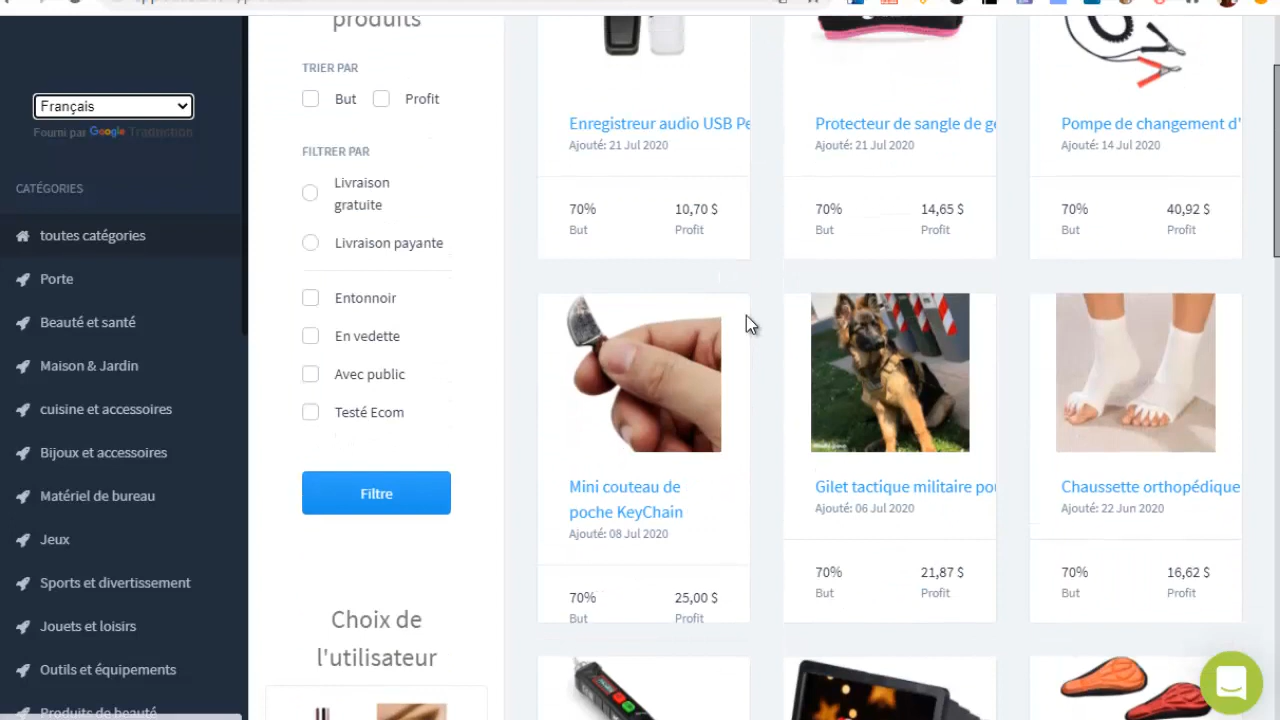 Français
Fourni par Google Traduction
CATÉGORIES
toutes catégories
Porte
Beauté et santé
Maison & Jardin
cuisine et accessoires
Bijoux et accessoires
Matériel de bureau
Jeux
Sports et divertissement
Jouets et loisirs
Outils et équipements
Produits de beauté
produits
TRIER PAR
But Profit
FILTRER PAR
Livraison
gratuite
Livraison payante
Entonnoir
En vedette
Avec public
Testé Ecom
Filtre
Choix de
l'utilisateur
Enregistreur audio USB Pe
Ajouté: 21 Jul 2020
70% 10,70 $
But Profit
Protecteur de sangle de ge
Ajouté: 21 Jul 2020
70% 14,65 $
But Profit
Pompe de changement d'
Ajouté: 14 Jul 2020
70% 40,92 $
But Profit
Mini couteau de
poche KeyChain
Ajouté: 08 Jul 2020
70% 25,00 $
But Profit
Gilet tactique militaire pou
Ajouté: 06 Jul 2020
70% 21,87 $
But Profit
Chaussette orthopédique
Ajouté: 22 Jun 2020
70% 16,62 $
But Profit